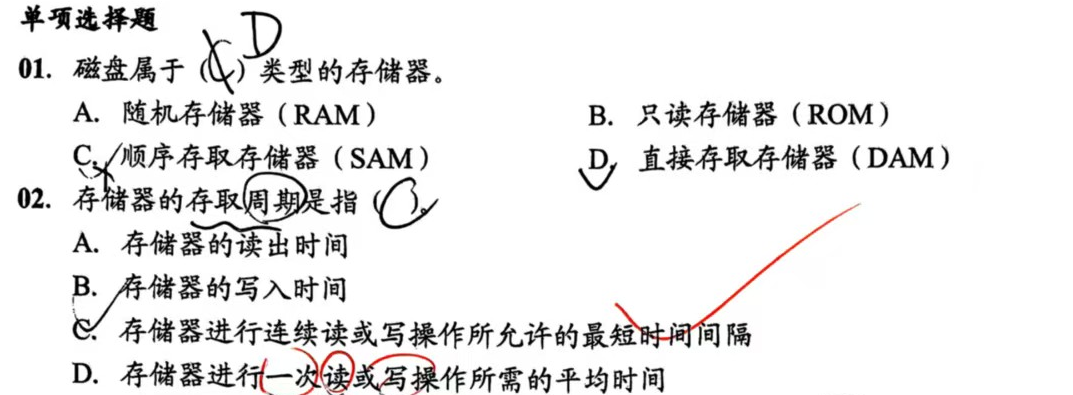 单项选择题
D
01. 磁盘属于（C）类型的存储器。
A. 随机存储器（RAM） B. 只读存储器（ROM）
C. 顺序存取存储器（SAM） D. 直接存取存储器（DAM）
02. 存储器的存取周期是指（C）。
A. 存储器的读出时间
B. 存储器的写入时间
C. 存储器进行连续读或写操作所允许的最短时间间隔
D. 存储器进行一次读或写操作所需的平均时间